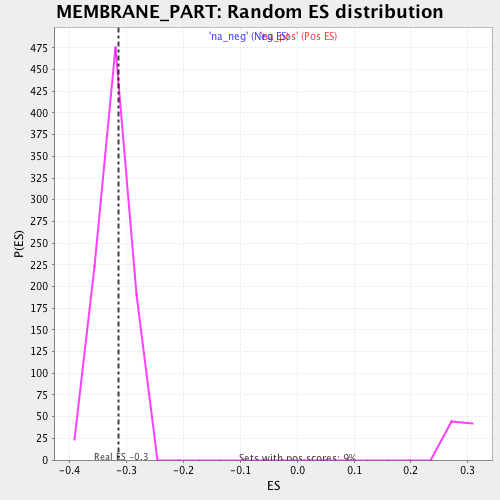 MEMBRANE_PART: Random ES distribution
'na_neg' (Neg ES) 'na_pos' (Pos ES)
475
450
425
400
375
350
325
300
275
250
225
200
175
150
125
100
75
50
25
0
P(ES)
Real ES -0.3
Sets with pos scores: 9%
-0.4 -0.3 -0.2 -0.1 0.0 0.1 0.2 0.3
ES